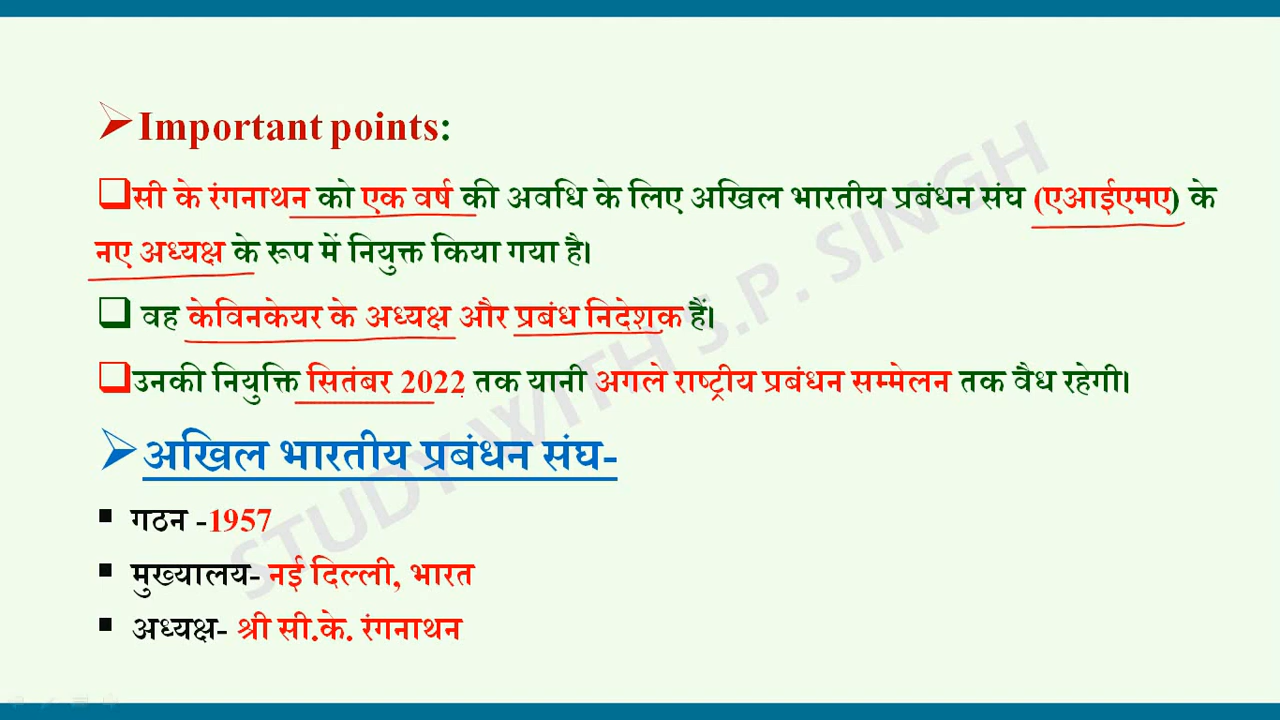 Important points:
सी के रंगनाथन को एक वर्ष की अवधि के लिए अखिल भारतीय प्रबंधन संघ (एआईएमए) के
नए अध्यक्ष के रूप में नियुक्त किया गया है।
वह केविनकेयर के अध्यक्ष और प्रबंध निदेशक हैं।
उनकी नियुक्ति सितंबर 2022 तक यानी अगले राष्ट्रीय प्रबंधन सम्मेलन तक वैध रहेगी।
अखिल भारतीय प्रबंधन संघ-
गठन -1957
मुख्यालय- नई दिल्ली, भारत
अध्यक्ष- श्री सी.के. रंगनाथन
STUDY WITH S.P. SINGH